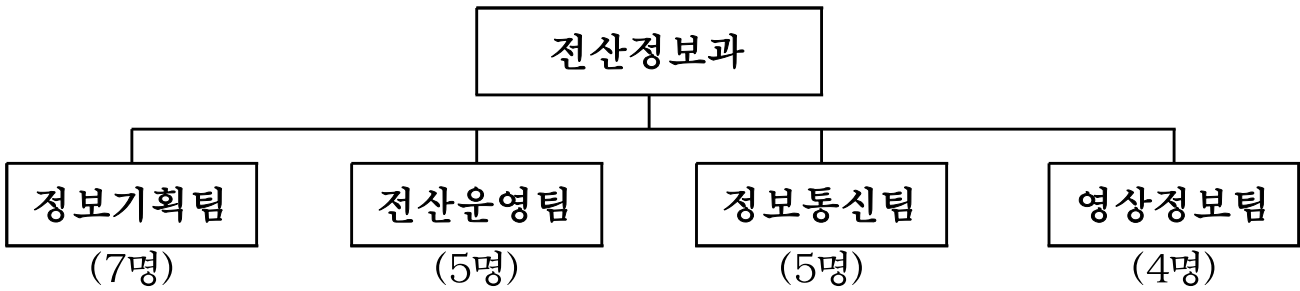 전산정보과
정보기획팀 전산운영팀 정보통신팀 영상정보팀
(7명) (5명) (5명) (4명)